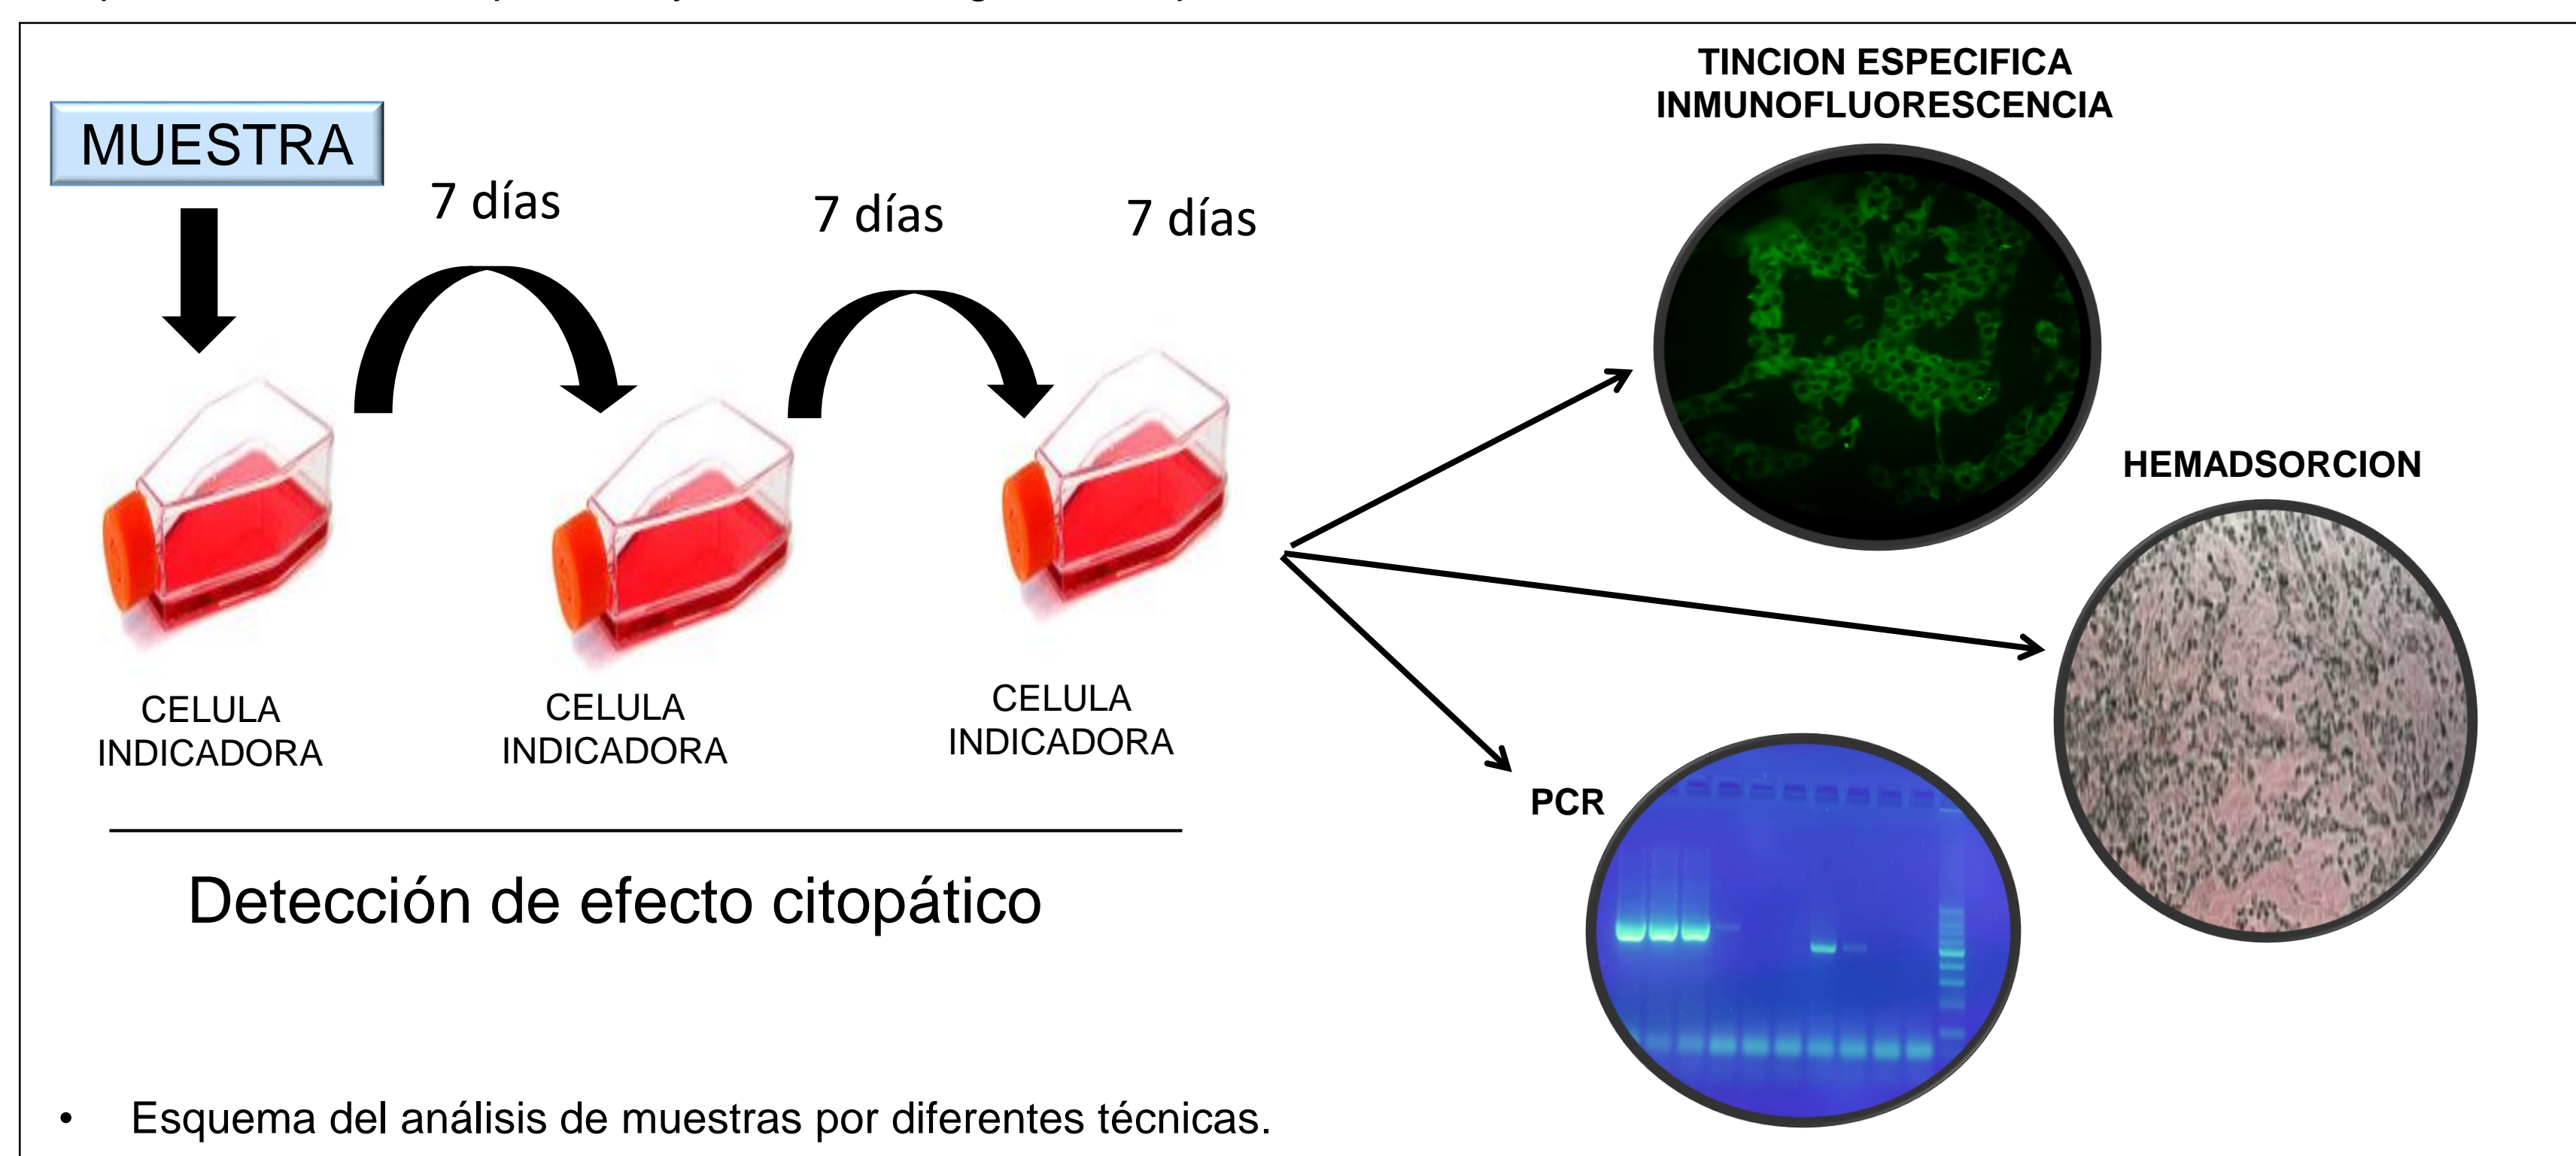 MUESTRA
7 días
7 días
7 días
CELULA
INDICADORA
CELULA
INDICADORA
CELULA
INDICADORA
Detección de efecto citopático
TINCION ESPECIFICA
INMUNOFLUORESCENCIA
HEMADSORCION
PCR
• Esquema del análisis de muestras por diferentes técnicas.